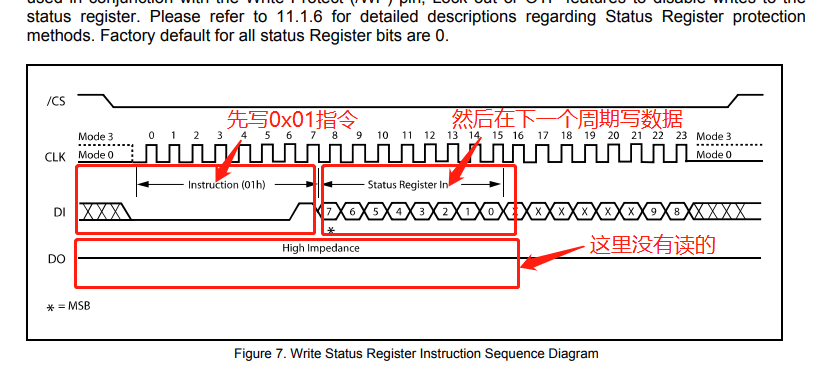 used in conjunction with the Write Protect (/WP) pin, Lock out or OTP features to disable writes to the
status register. Please refer to 11.1.6 for detailed descriptions regarding Status Register protection
methods. Factory default for all status Register bits are 0.
/CS
先写0x01指令
然后在下一个周期写数据
Mode 3 0 1 2 3 4 5 6 7 8 9 10 11 12 13 14 15 16 17 18 19 20 21 22 23 Mode 3
CLK Mode 0 Mode 0
Instruction (01h) Status Register In
DI 7 6 5 4 3 2 1 0 X X X X X X 9 8
*
High Impedance
这里没有读的
DO
* = MSB
Figure 7. Write Status Register Instruction Sequence Diagram